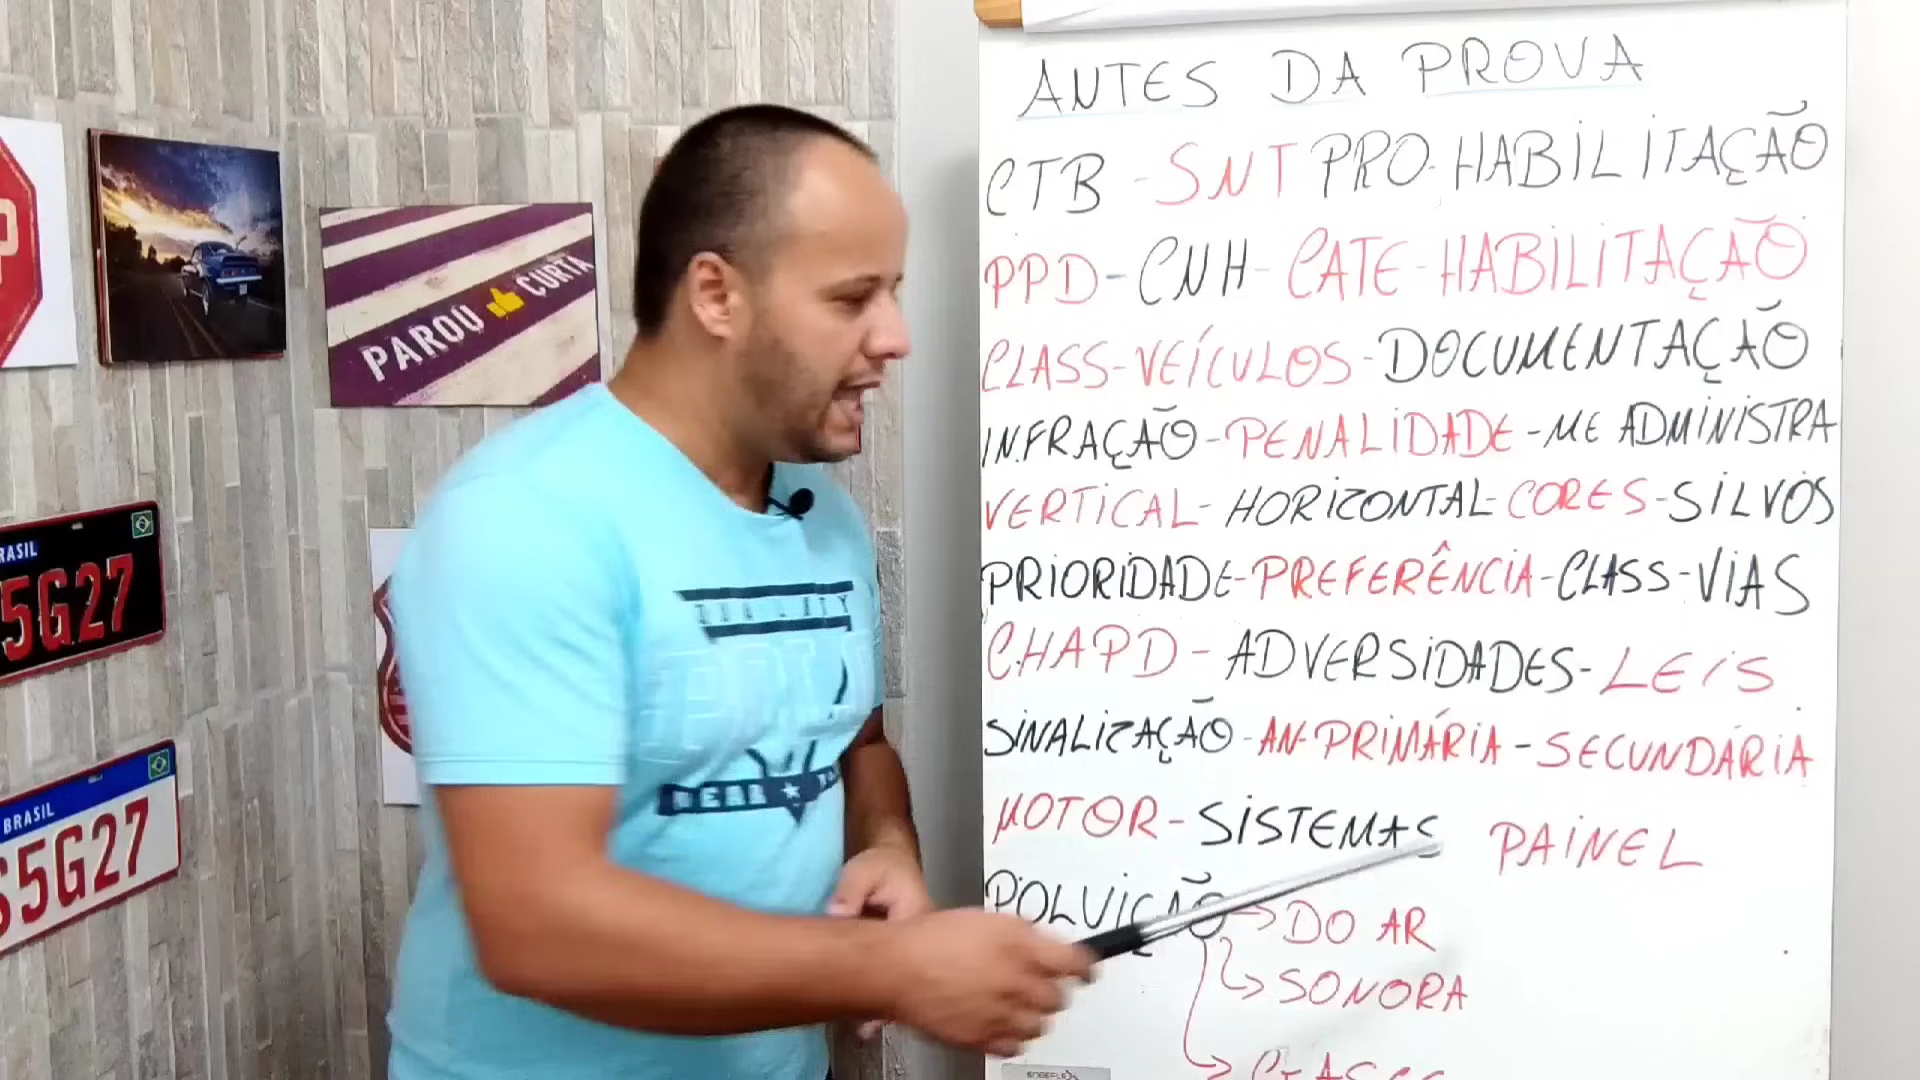 ANTES DA PROVA
CTB - SNT PRO-HABILITAÇÃO
PPD - CNH - CATE-HABILITAÇÃO
CLASS-VEÍCULOS-DOCUMENTAÇÃO
INFRAÇÃO-PENALIDADE-ME ADMINISTRA
VERTICAL-HORIZONTAL-CORES-SILVOS
PRIORIDADE-PREFERÊNCIA-CLASS-VIAS
CHAPD-ADVERSIDADES-LEIS
SINALIZAÇÃO-AN-PRIMÁRIA-SECUNDÁRIA
MOTOR-SISTEMAS PAINEL
POLUIÇÃO → DO AR
→ SONORA
PAROU 👍 CURTA
BRASIL
5G27
BRASIL
S5G27
REAL